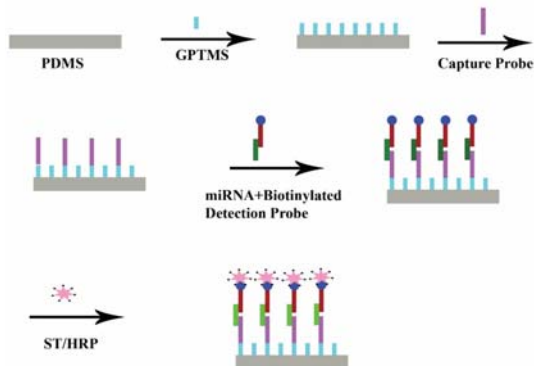 PDMS
GPTMS
Capture Probe
miRNA+Biotinylated
Detection Probe
ST/HRP